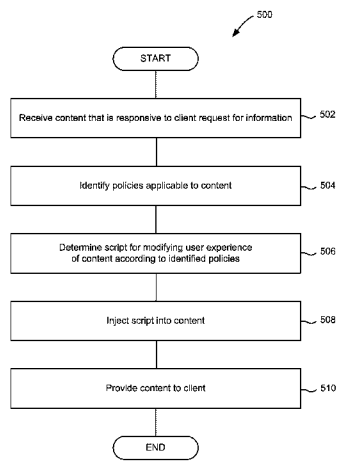 500
START
Receive content that is responsive to client request for information
502
Identify policies applicable to content
504
Determine script for modifying user experience
of content according to identified policies
506
Inject script into content
508
Provide content to client
510
END